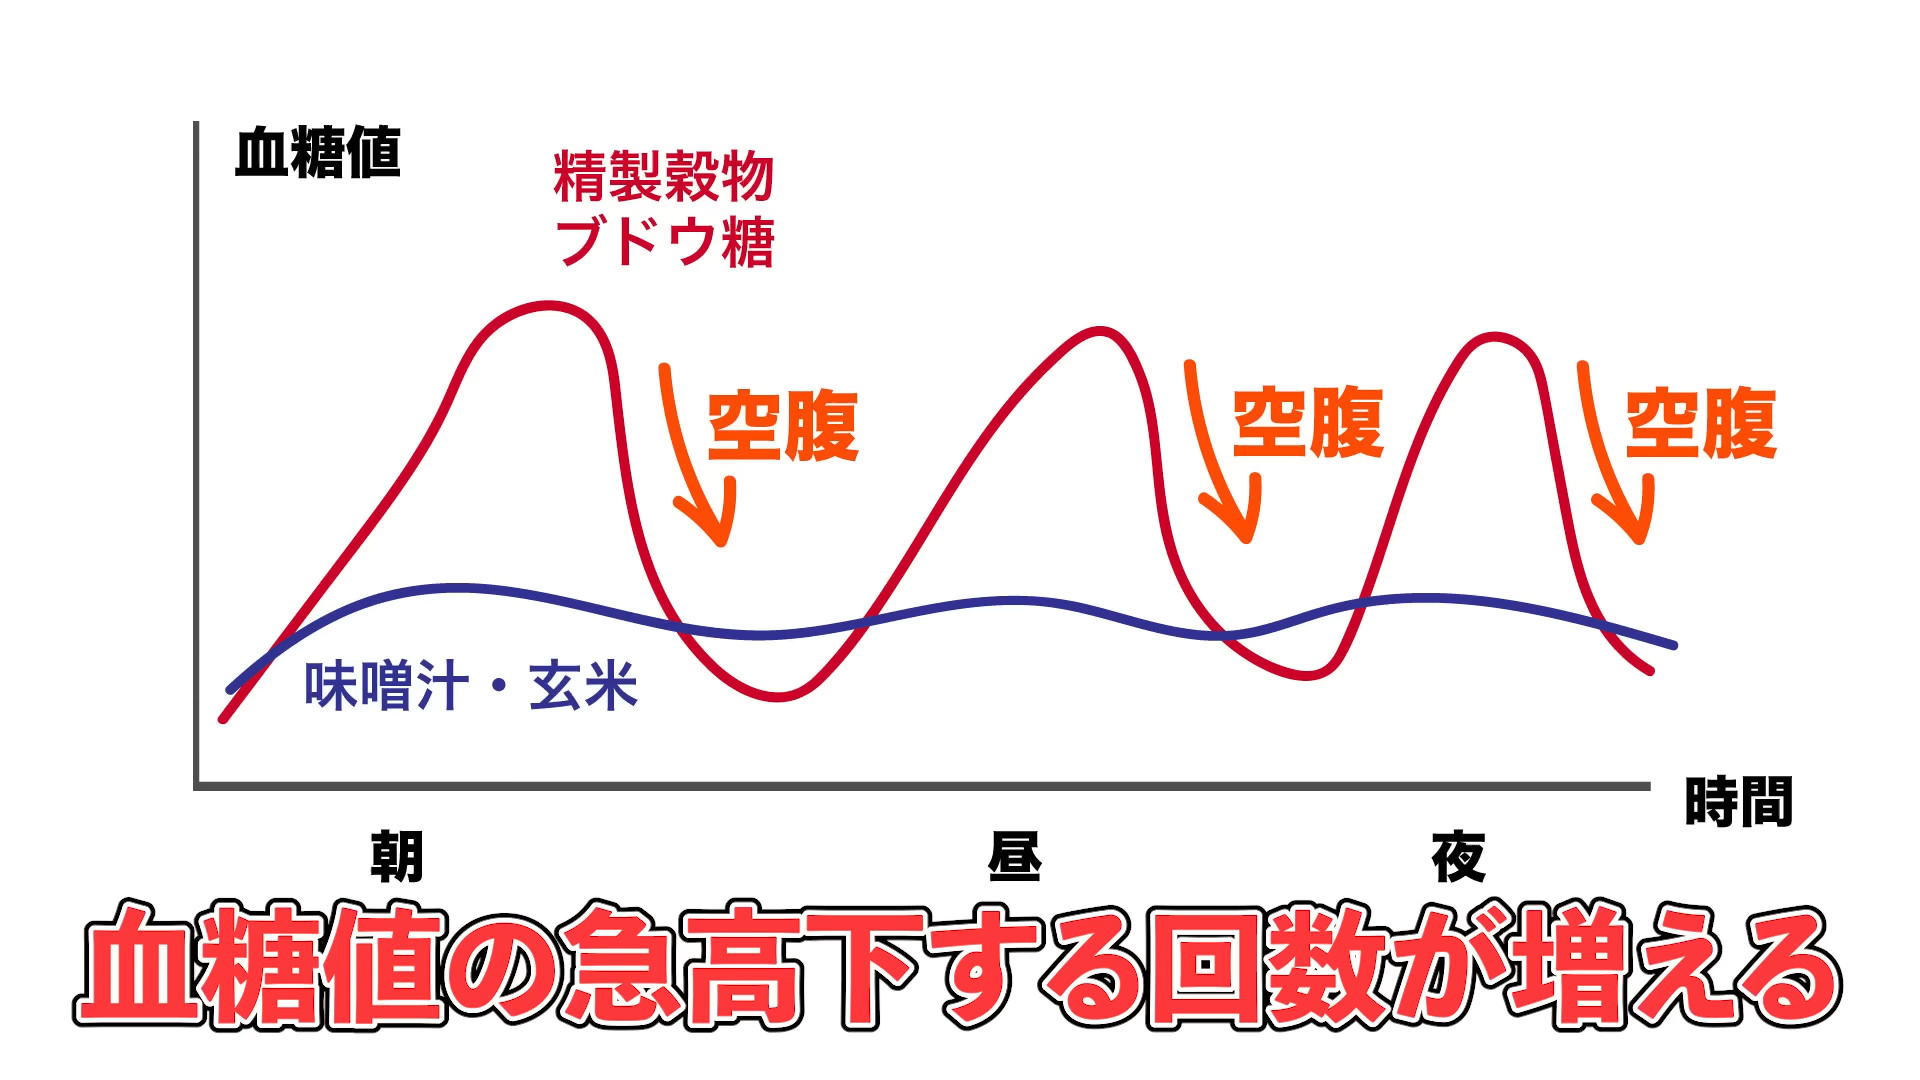 血糖値
精製穀物
ブドウ糖
空腹
空腹
空腹
味噌汁・玄米
時間
朝
昼
夜
血糖値の急高下する回数が増える